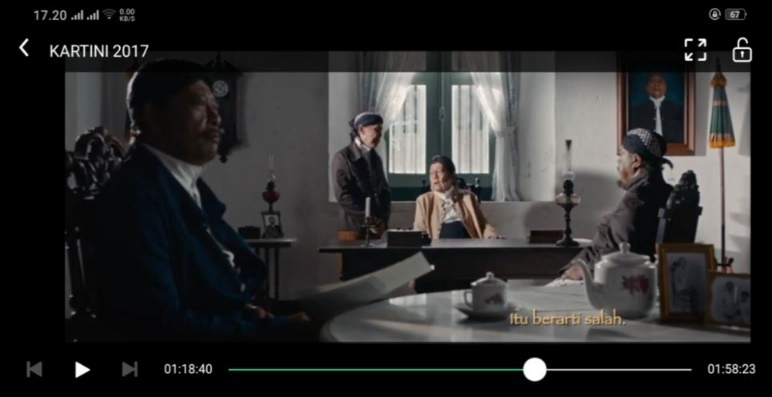 17.20
0.00
KB/S
67
KARTINI 2017
Itu berarti salah.
01:18:40
01:58:23